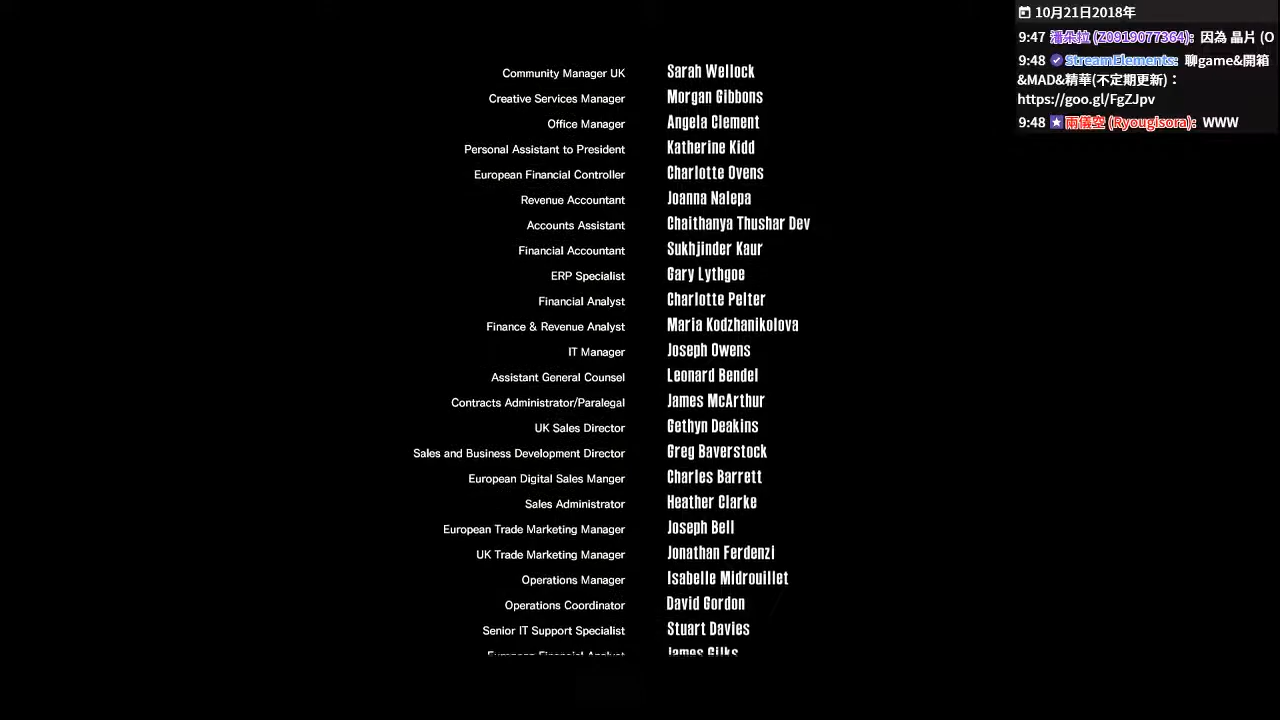 10月21日2018年
9:47 潘朵拉 (Z0919077364): 因為 晶片 (O
9:48 StreamElements: 聊game&開箱
&MAD&精華(不定期更新)：
https://goo.gl/FgZJpv
9:48 兩儀空 (Ryougisora): WWW
Community Manager UK Sarah Wellock
Creative Services Manager Morgan Gibbons
Office Manager Angela Clement
Personal Assistant to President Katherine Kidd
European Financial Controller Charlotte Ovens
Revenue Accountant Joanna Nalepa
Accounts Assistant Chaithanya Thushar Dev
Financial Accountant Sukhjinder Kaur
ERP Specialist Gary Lythgoe
Financial Analyst Charlotte Pelter
Finance & Revenue Analyst Maria Kodzhanikolova
IT Manager Joseph Owens
Assistant General Counsel Leonard Bendel
Contracts Administrator/Paralegal James McArthur
UK Sales Director Gethyn Deakins
Sales and Business Development Director Greg Baverstock
European Digital Sales Manger Charles Barrett
Sales Administrator Heather Clarke
European Trade Marketing Manager Joseph Bell
UK Trade Marketing Manager Jonathan Ferdenzi
Operations Manager Isabelle Midrouillet
Operations Coordinator David Gordon
Senior IT Support Specialist Stuart Davies
European Financial Analyst James Gilks